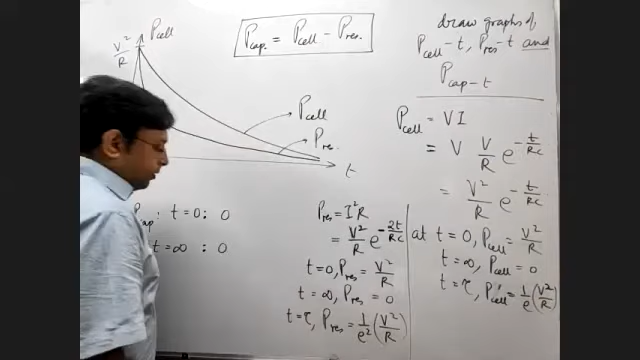 V²/R
P_cell
P_cell
P_res.
t
P_cap. = P_cell - P_res.
draw graphs of
P_cell-t, P_res-t and
P_cap-t
P_cell = VI
= V V/R e^(-t/RC)
= V²/R e^(-t/RC)
at t=0, P_cell = V²/R
t=∞, P_cell = 0
t=τ, P_cell = 1/e (V²/R)
P_res = I²R
= V²/R e^(-2t/RC)
t=0, P_res = V²/R
t=∞, P_res = 0
t=τ, P_res = 1/e² (V²/R)
t=0 : 0
t=∞ : 0